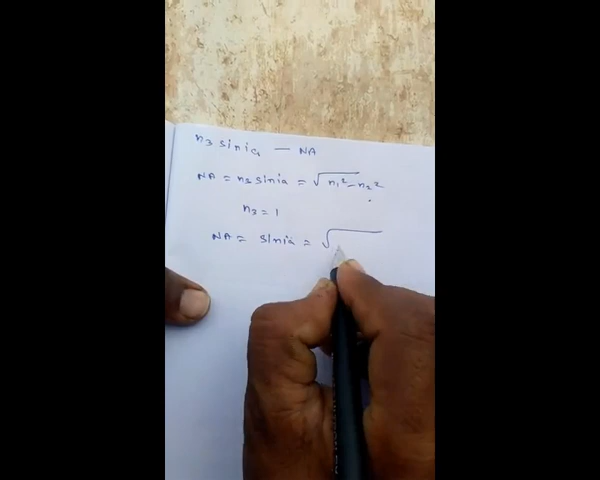 n₃ sin iₐ — NA
NA = n₃ sin iₐ = √n₁² - n₂²
n₃ = 1
NA = sin iₐ = √